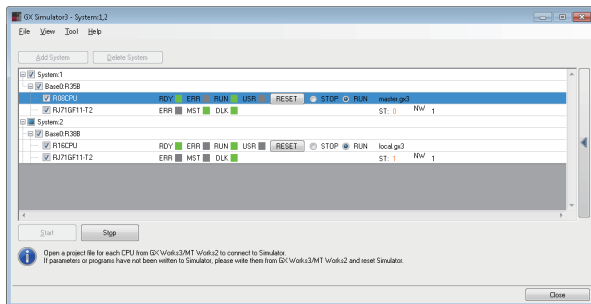 GX Simulator3 - System:1,2
File View Tool Help
Add System Delete System
System:1
Base0:R35B
R08CPU RDY ERR RUN USR RESET STOP RUN master.gx3
RJ71GF11-T2 ERR MST DLK ST: 0 NW 1
System:2
Base0:R38B
R16CPU RDY ERR RUN USR RESET STOP RUN local.gx3
RJ71GF11-T2 ERR MST DLK ST: 1 NW 1
Start Stop
Open a project file for each CPU from GX Works3/MT Works2 to connect to Simulator.
If parameters or programs have not been written to Simulator, please write them from GX Works3/MT Works2 and reset Simulator.
Close